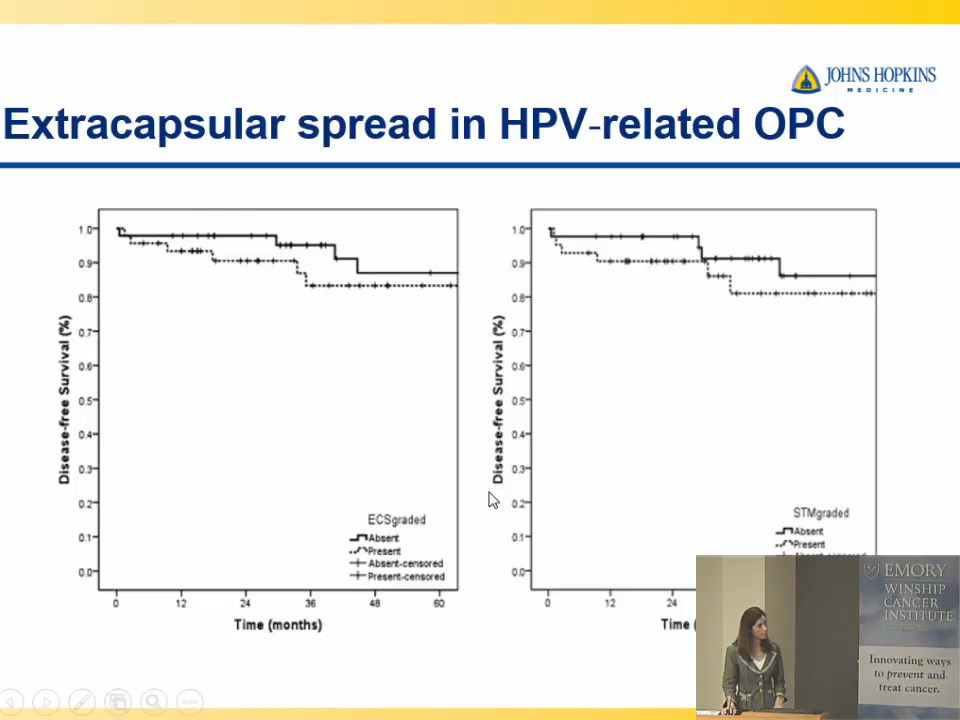 JOHNS HOPKINS
MEDICINE
Extracapsular spread in HPV-related OPC
Disease-free Survival (%)
1.0
0.9
0.8
0.7
0.6
0.5
0.4
0.3
0.2
0.1
0.0
ECSgraded
Absent
Present
Absent-censored
Present-censored
0 12 24 36 48 60
Time (months)
Disease-free Survival (%)
1.0
0.9
0.8
0.7
0.6
0.5
0.4
0.3
0.2
0.1
0.0
STMgraded
Absent
Present
0 12 24
Time
EMORY
WINSHIP
CANCER
INSTITUTE
Innovating ways
to prevent and
treat cancer.